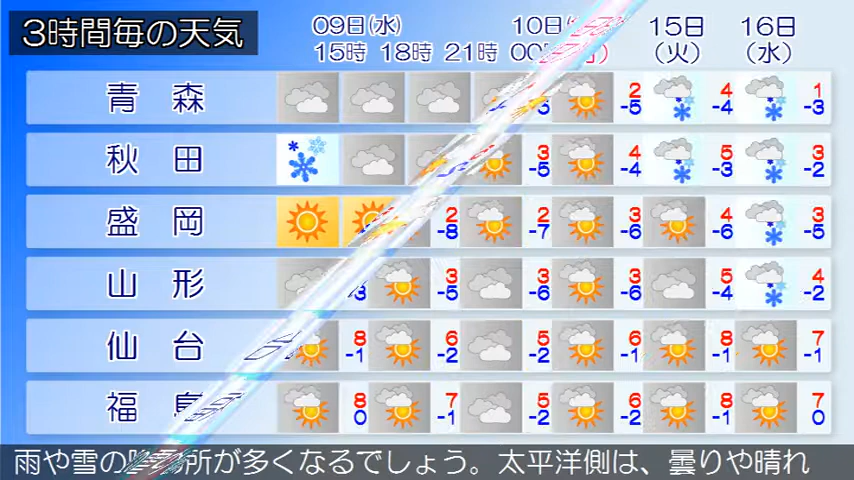 3時間毎の天気
09日(水) 10日 15日 16日
15時 18時 21時 00 (火) (水)
青森 5 2 -5 4 -4 1 -3
秋田 3 -5 4 -4 5 -3 3 -2
盛岡 2 -8 2 -7 3 -6 4 -6 3 -5
山形 3 3 -5 3 -6 3 -6 5 -4 4 -2
仙台 8 -1 6 -2 5 -2 6 -1 8 -1 7 -1
福島 8 0 7 -1 5 -2 6 -2 8 -1 7 0
雨や雪の 所が多くなるでしょう。太平洋側は、曇りや晴れ